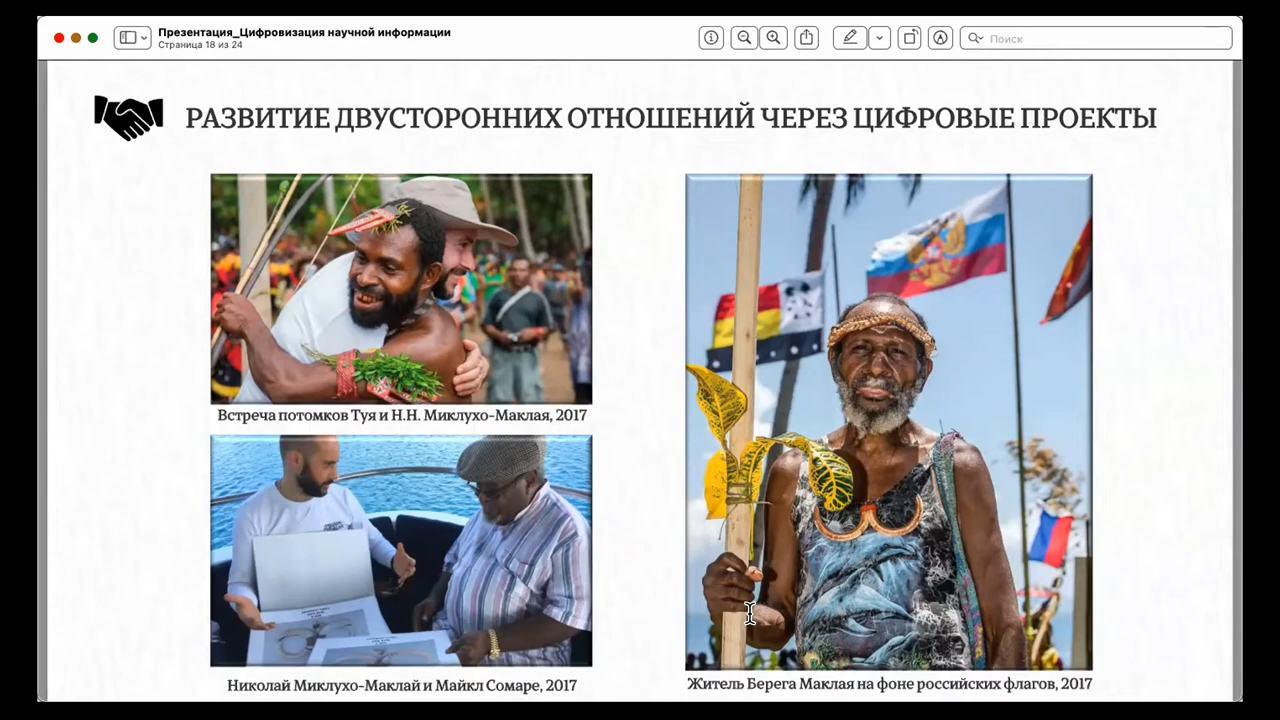 Презентация_Цифровизация научной информации
Страница 18 из 24
Поиск
РАЗВИТИЕ ДВУСТОРОННИХ ОТНОШЕНИЙ ЧЕРЕЗ ЦИФРОВЫЕ ПРОЕКТЫ
Встреча потомков Туя и Н.Н. Миклухо-Маклая, 2017
Николай Миклухо-Маклай и Майкл Сомаре, 2017
Житель Берега Маклая на фоне российских флагов, 2017